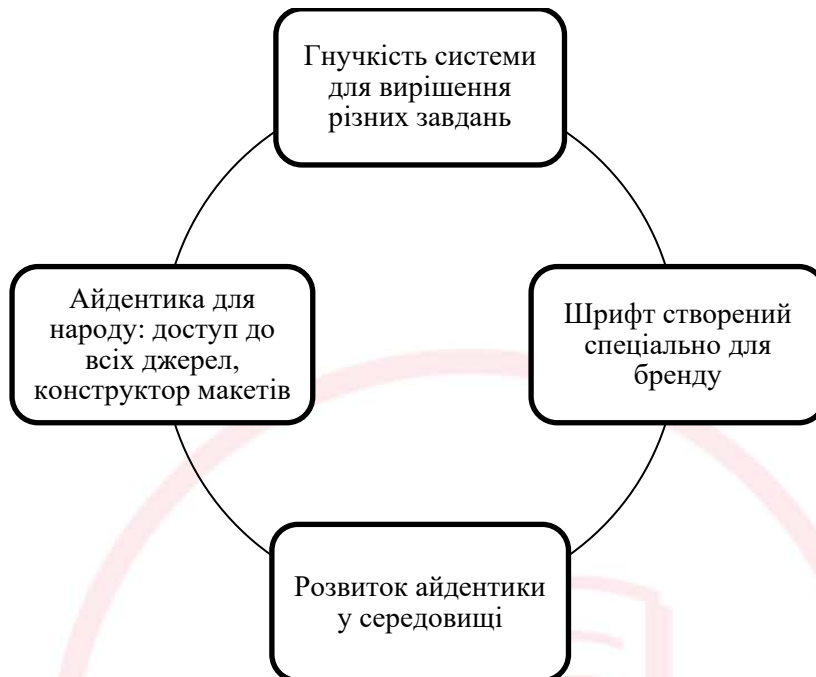 Гнучкість системи
для вирішення
різних завдань
Айдентика для
народу: доступ до
всіх джерел,
конструктор макетів
Шрифт створений
спеціально для
бренду
Розвиток айдентики
у середовищі